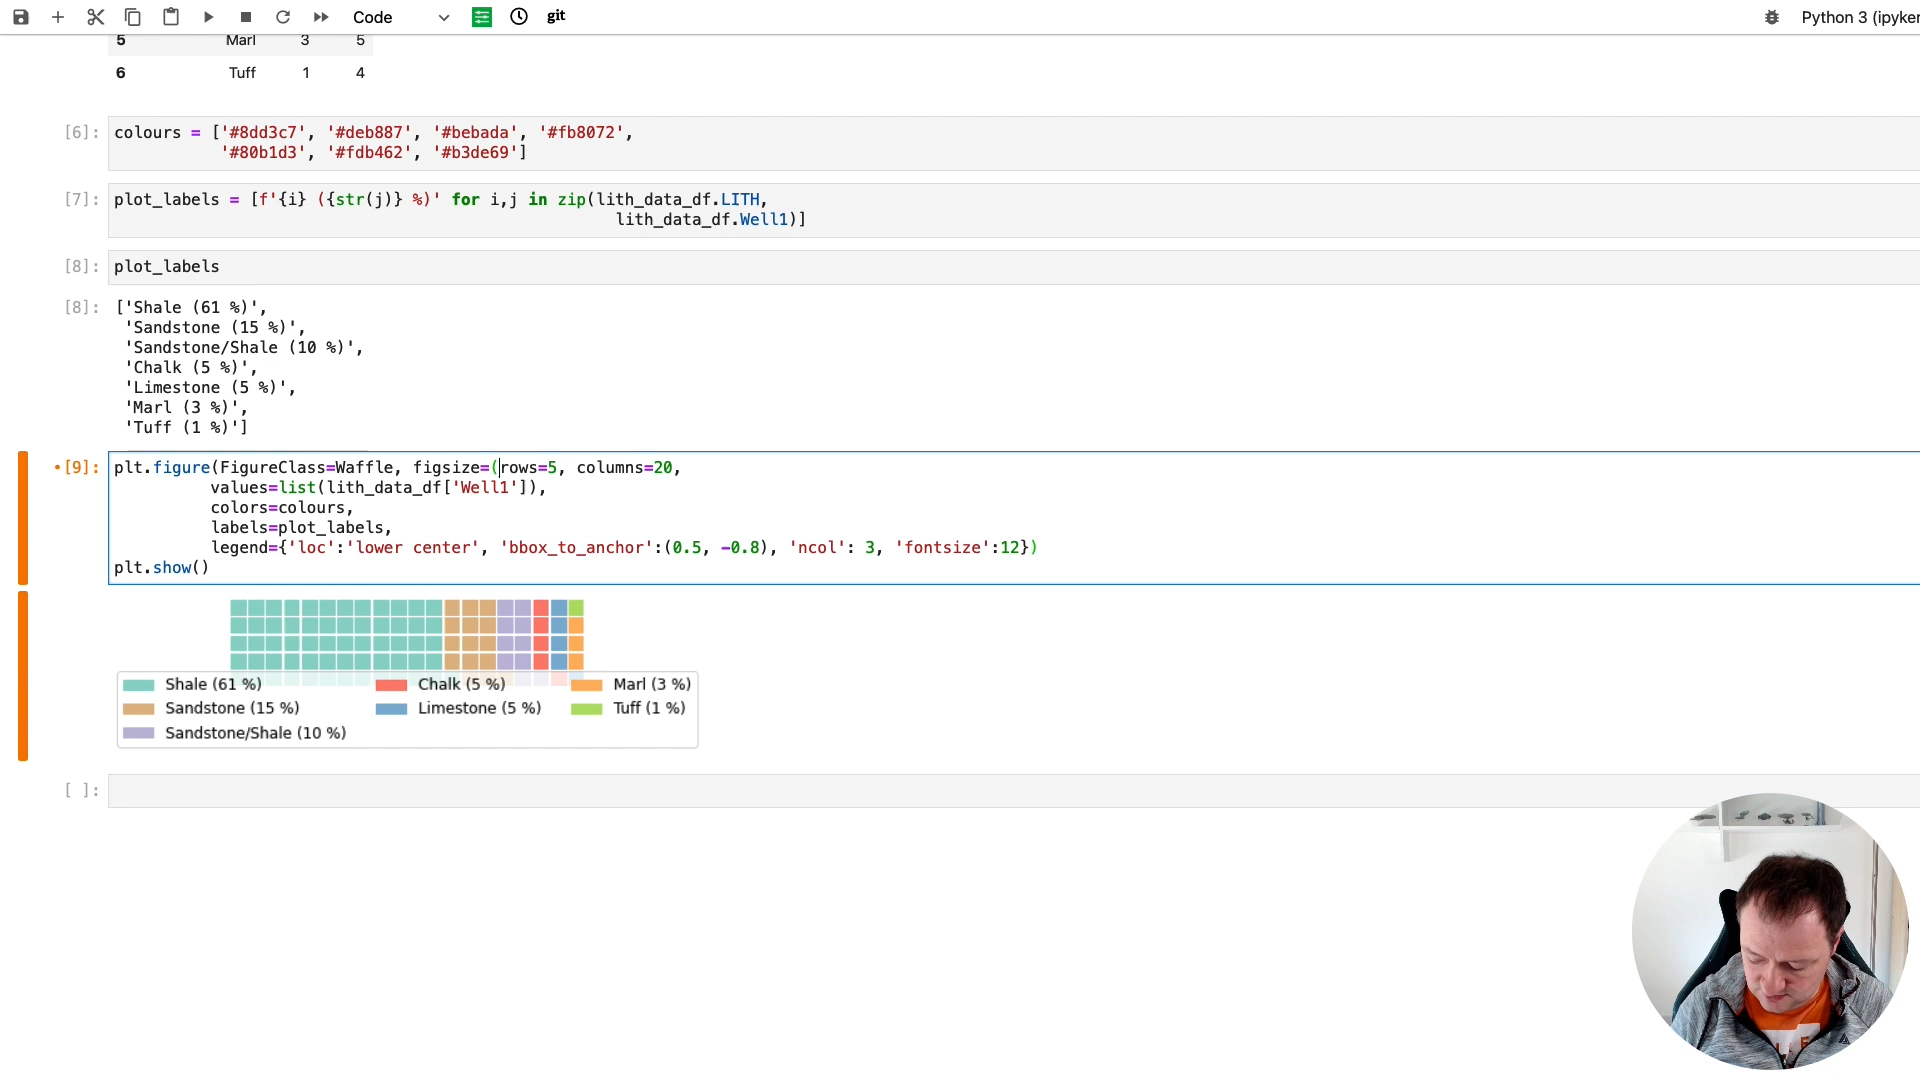 Code
git
Python 3 (ipyker
5 Marl 3 5
6 Tuff 1 4
[6]: colours = ['#8dd3c7', '#deb887', '#bebada', '#fb8072',
'#80b1d3', '#fdb462', '#b3de69']
[7]: plot_labels = [f'{i} ({str(j)} %)' for i,j in zip(lith_data_df.LITH,
lith_data_df.Well1)]
[8]: plot_labels
[8]: ['Shale (61 %)',
'Sandstone (15 %)',
'Sandstone/Shale (10 %)',
'Chalk (5 %)',
'Limestone (5 %)',
'Marl (3 %)',
'Tuff (1 %)']
•[9]: plt.figure(FigureClass=Waffle, figsize=(rows=5, columns=20,
values=list(lith_data_df['Well1']),
colors=colours,
labels=plot_labels,
legend={'loc':'lower center', 'bbox_to_anchor':(0.5, -0.8), 'ncol': 3, 'fontsize':12})
plt.show()
Shale (61 %) Chalk (5 %) Marl (3 %)
Sandstone (15 %) Limestone (5 %) Tuff (1 %)
Sandstone/Shale (10 %)
[ ]: